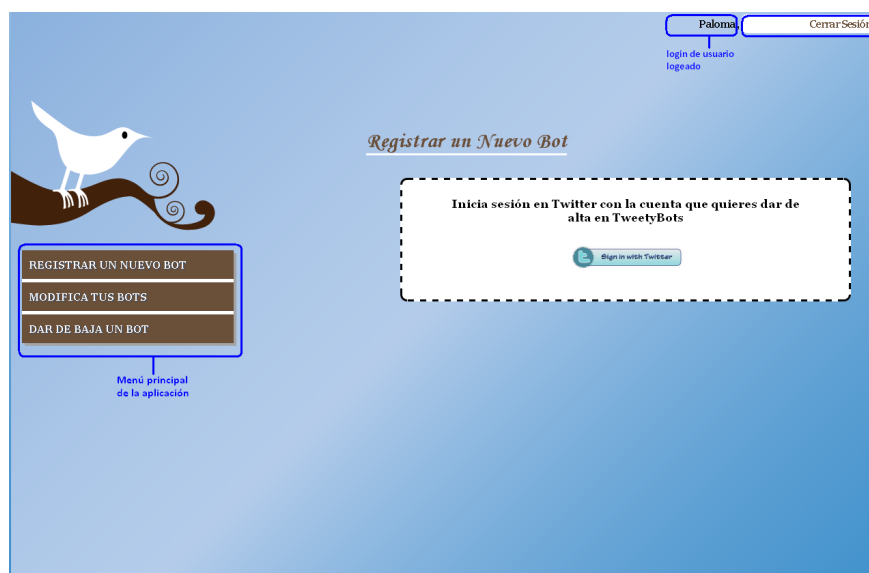 Paloma, Cerrar Sesión
login de usuario
logeado
Registrar un Nuevo Bot
Inicia sesión en Twitter con la cuenta que quieres dar de
alta en TweetyBots
Sign in with Twitter
REGISTRAR UN NUEVO BOT
MODIFICA TUS BOTS
DAR DE BAJA UN BOT
Menú principal
de la aplicación